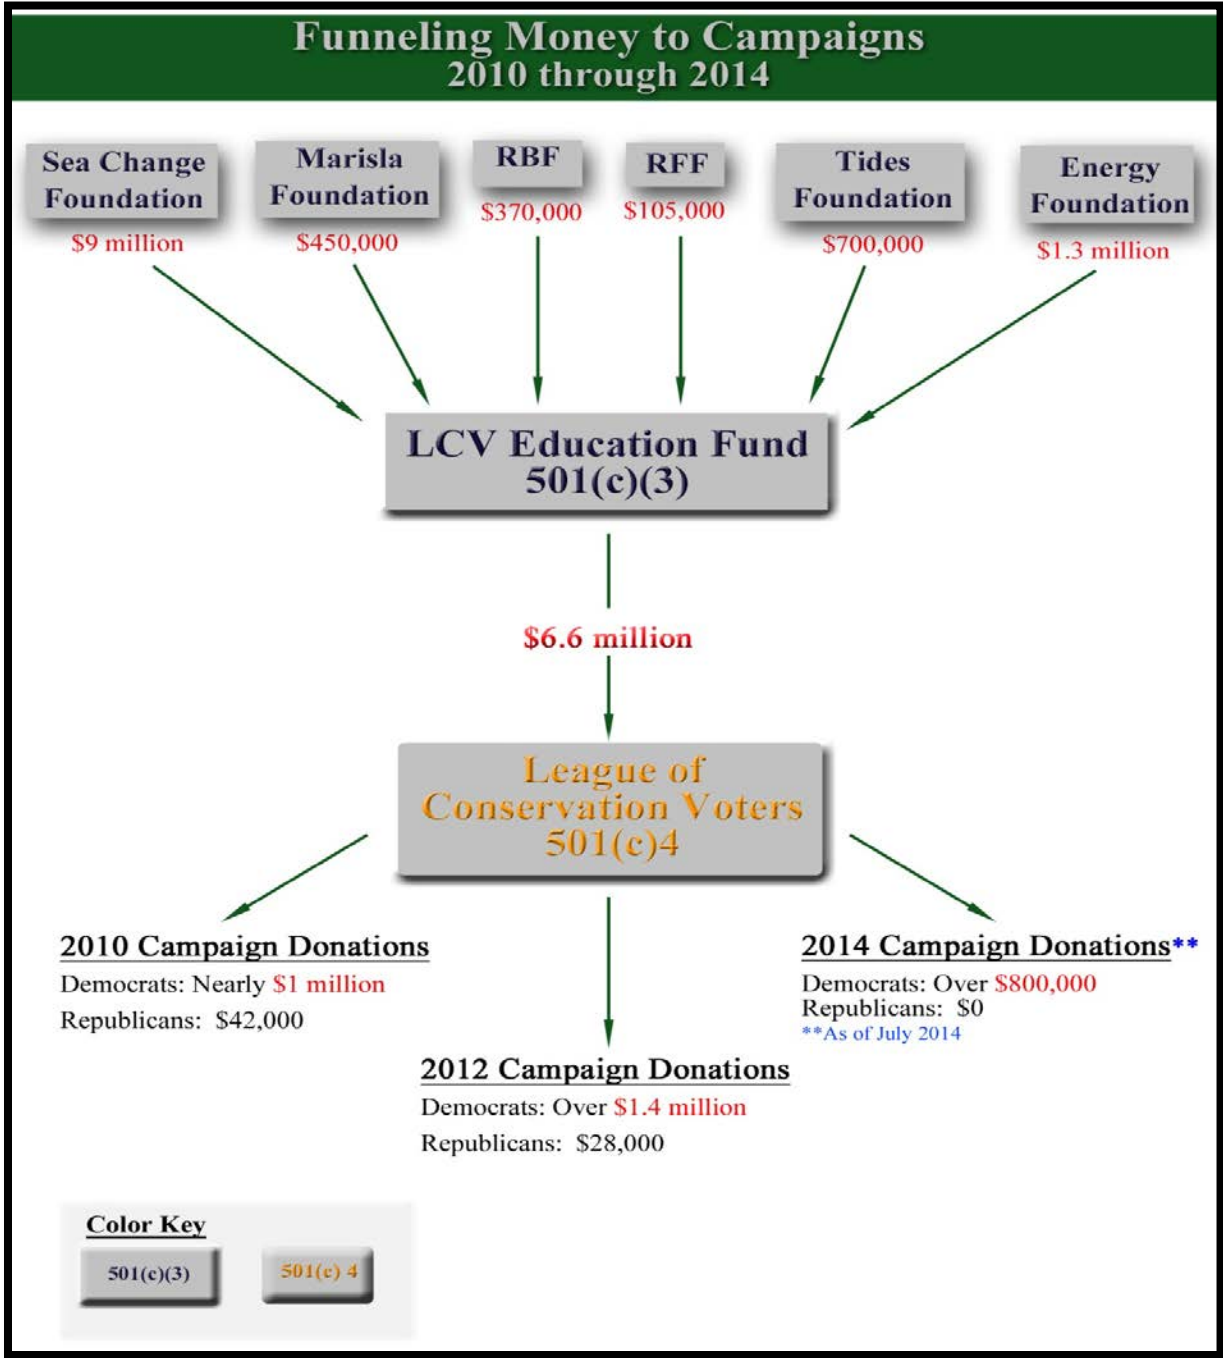 Funneling Money to Campaigns
2010 through 2014
Sea Change
Foundation
$9 million
Marisla
Foundation
$450,000
RBF
$370,000
RFF
$105,000
Tides
Foundation
$700,000
Energy
Foundation
$1.3 million
LCV Education Fund
501(c)(3)
$6.6 million
League of
Conservation Voters
501(c)4
2010 Campaign Donations
Democrats: Nearly $1 million
Republicans: $42,000
2012 Campaign Donations
Democrats: Over $1.4 million
Republicans: $28,000
2014 Campaign Donations**
Democrats: Over $800,000
Republicans: $0
**As of July 2014
Color Key
501(c)(3)
501(c) 4